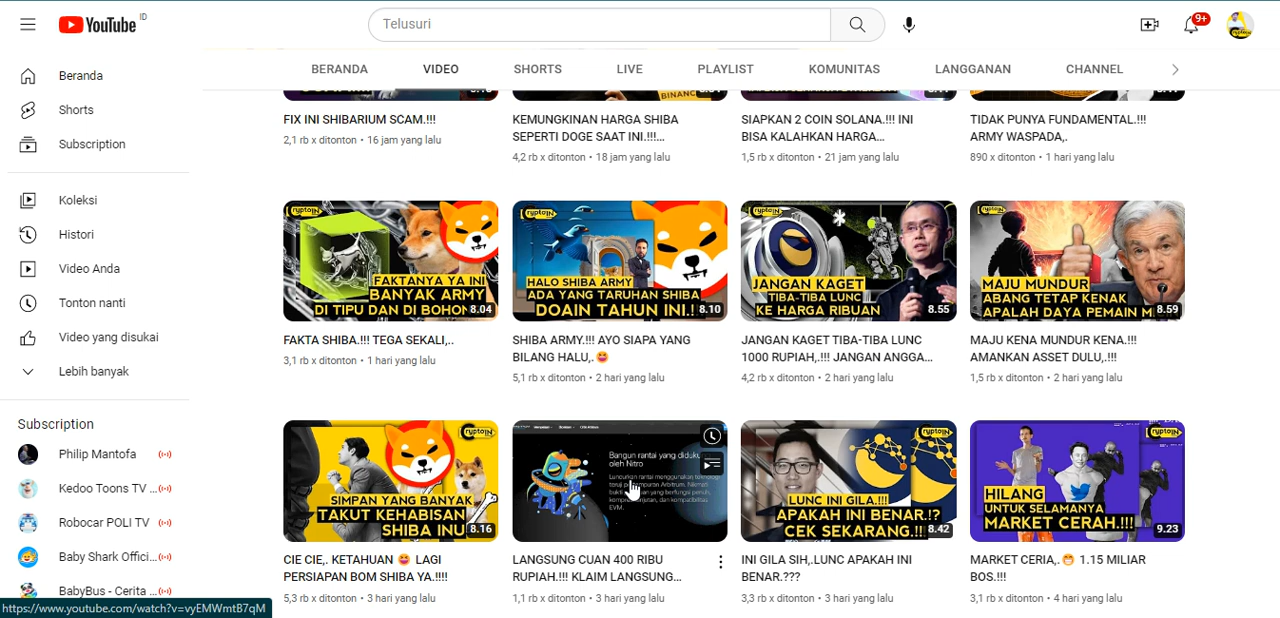 YouTube ID
Telusuri
9+
Beranda
Shorts
Subscription
Koleksi
Histori
Video Anda
Tonton nanti
Video yang disukai
Lebih banyak
Subscription
Philip Mantofa
Kedoo Toons TV ...
Robocar POLI TV
Baby Shark Offici...
BabyBus - Cerita ...
https://www.youtube.com/watch?v=vyEMWmtB7qM
BERANDA VIDEO SHORTS LIVE PLAYLIST KOMUNITAS LANGGANAN CHANNEL
BINANC
FIX INI SHIBARIUM SCAM.!!!
2,1 rb x ditonton • 16 jam yang lalu
KEMUNGKINAN HARGA SHIBA
SEPERTI DOGE SAAT INI.!!!...
4,2 rb x ditonton • 18 jam yang lalu
SIAPKAN 2 COIN SOLANA.!!! INI
BISA KALAHKAN HARGA...
1,5 rb x ditonton • 21 jam yang lalu
TIDAK PUNYA FUNDAMENTAL.!!!
ARMY WASPADA,.
890 x ditonton • 1 hari yang lalu
CryptoIN
FAKTANYA YA INI
BANYAK ARMY
DI TIPU DAN DI BOHON
8.04
FAKTA SHIBA.!!! TEGA SEKALI,..
3,1 rb x ditonton • 1 hari yang lalu
CryptoIN
HALO SHIBA ARMY
ADA YANG TARUHAN SHIBA
DOAIN TAHUN INI.!
8.10
SHIBA ARMY.!!! AYO SIAPA YANG
BILANG HALU,.😝
5,1 rb x ditonton • 2 hari yang lalu
CryptoIN
JANGAN KAGET
TIBA-TIBA LUNC
KE HARGA RIBUAN
8.55
JANGAN KAGET TIBA-TIBA LUNC
1000 RUPIAH,.!!! JANGAN ANGGA...
4,2 rb x ditonton • 2 hari yang lalu
CryptoIN
MAJU MUNDUR
ABANG TETAP KENAK
APALAH DAYA PEMAIN M
8.59
MAJU KENA MUNDUR KENA.!!!
AMANKAN ASSET DULU,.!!!
1,5 rb x ditonton • 2 hari yang lalu
CryptoIN
SIMPAN YANG BANYAK
TAKUT KEHABISAN
SHIBA INU
8.16
CIE CIE,. KETAHUAN 😝 LAGI
PERSIAPAN BOM SHIBA YA.!!!!
5,3 rb x ditonton • 3 hari yang lalu
Bangun rantai yang didukung
oleh Nitro
EVM.
LANGSUNG CUAN 400 RIBU
RUPIAH.!!! KLAIM LANGSUNG...
1,1 rb x ditonton • 3 hari yang lalu
CryptoIN
LUNC INI GILA.!!!
APAKAH INI BENAR.!?
CEK SEKARANG.!!!
8.42
INI GILA SIH,.LUNC APAKAH INI
BENAR.???
3,3 rb x ditonton • 3 hari yang lalu
CryptoIN
HILANG
UNTUK SELAMANYA
MARKET CERAH.!!!
9.23
MARKET CERIA,.😁 1.15 MILIAR
BOS.!!!
3,1 rb x ditonton • 4 hari yang lalu